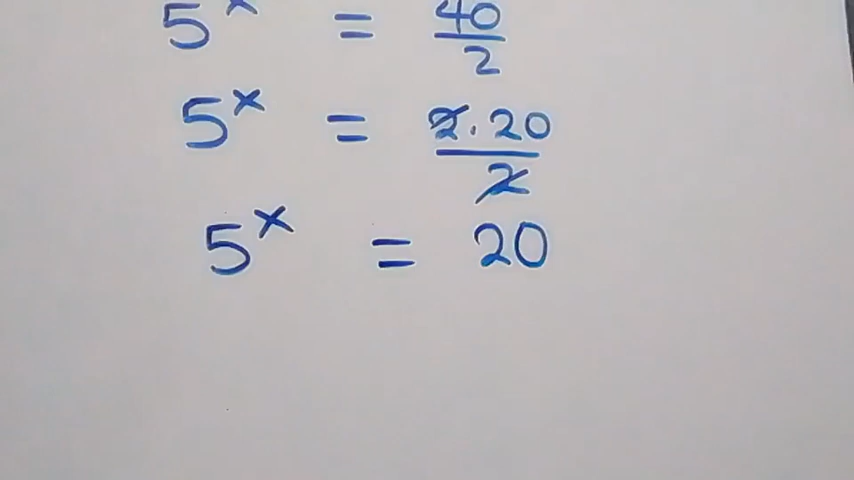 5^x = 40/2
5^x = 2·20/2
5^x = 20